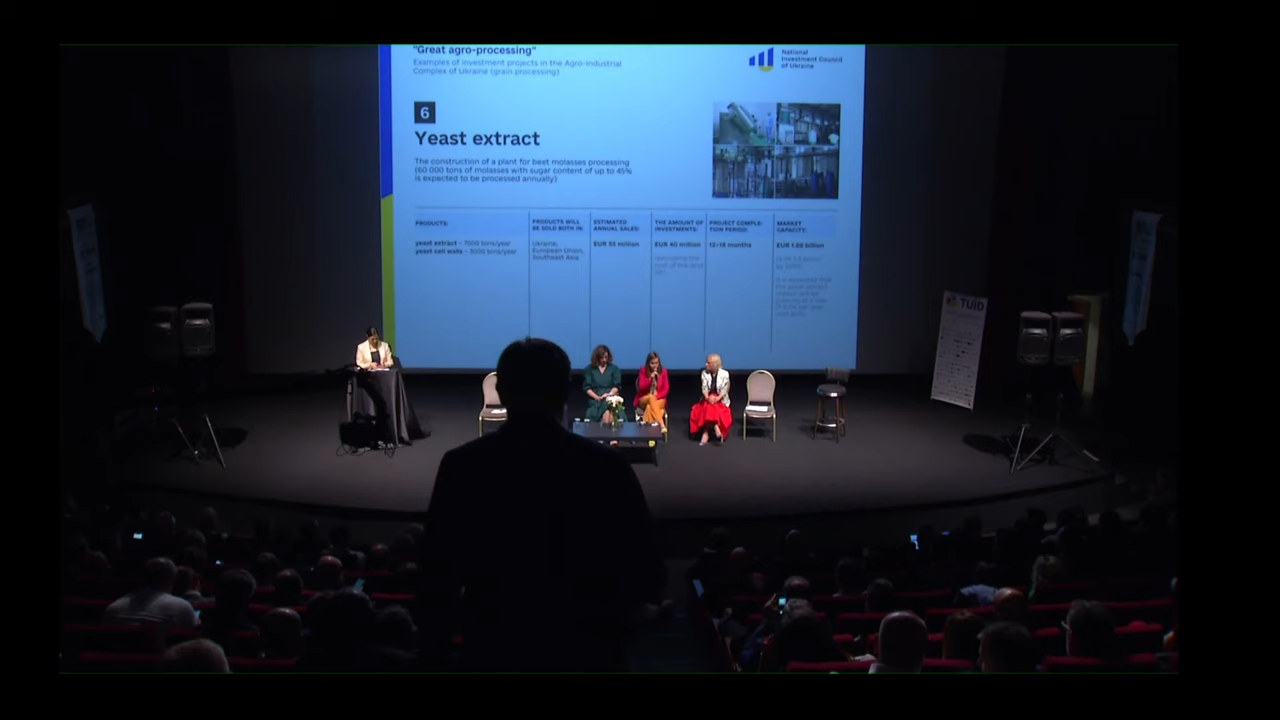 "Great agro-processing"
Examples of investment projects in the Agro-Industrial
Complex of Ukraine (grain processing)
National
Investment Council
of Ukraine
6
Yeast extract
The construction of a plant for beet molasses processing
(60 000 tons of molasses with sugar content of up to 45%
is expected to be processed annually)
PRODUCTS:
yeast extract – 7000 tons/year
yeast cell walls – 3000 tons/year
PRODUCTS WILL
BE SOLD BOTH IN:
Ukraine,
European Union,
Southeast Asia
ESTIMATED
ANNUAL SALES:
EUR 55 million
THE AMOUNT OF
INVESTMENTS:
EUR 40 million
PROJECT COMPLE-
TION PERIOD:
12–18 months
MARKET
CAPACITY:
EUR 1.88 billion
TUİD